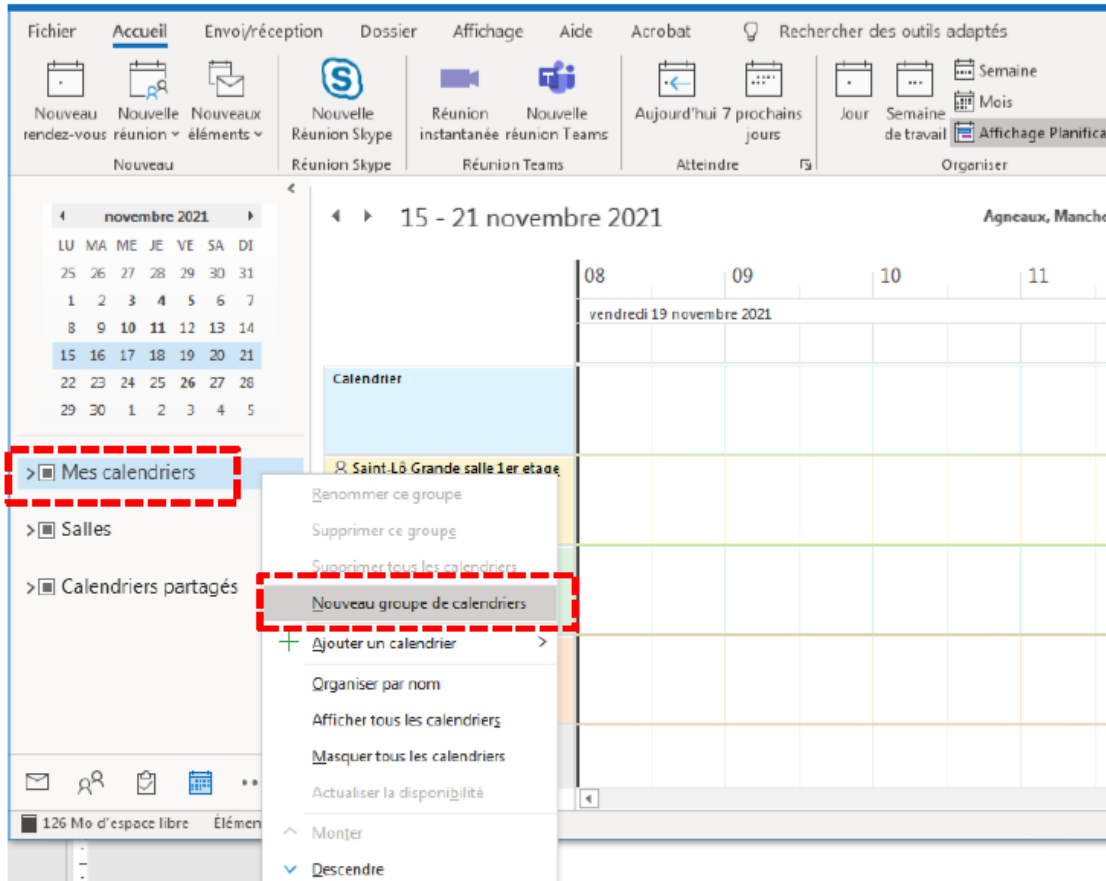 Fichier Accueil Envoi/réception Dossier Affichage Aide Acrobat Rechercher des outils adaptés
Nouveau rendez-vous
Nouvelle réunion
Nouveaux éléments
Nouveau
Nouvelle Réunion Skype
Réunion Skype
Réunion instantanée
Nouvelle réunion Teams
Réunion Teams
Aujourd'hui
7 prochains jours
Atteindre
Jour
Semaine de travail
Semaine
Mois
Affichage Planifica
Organiser
novembre 2021
LU MA ME JE VE SA DI
25 26 27 28 29 30 31
1 2 3 4 5 6 7
8 9 10 11 12 13 14
15 16 17 18 19 20 21
22 23 24 25 26 27 28
29 30 1 2 3 4 5
Mes calendriers
Salles
Calendriers partagés
15 - 21 novembre 2021
Agneaux, Manche
08 09 10 11
vendredi 19 novembre 2021
Calendrier
Saint-Lô Grande salle 1er etage
Renommer ce groupe
Supprimer ce groupe
Supprimer tous les calendriers
Nouveau groupe de calendriers
Ajouter un calendrier
Organiser par nom
Afficher tous les calendriers
Masquer tous les calendriers
Actualiser la disponibilité
Monter
Descendre
126 Mo d'espace libre Élémen